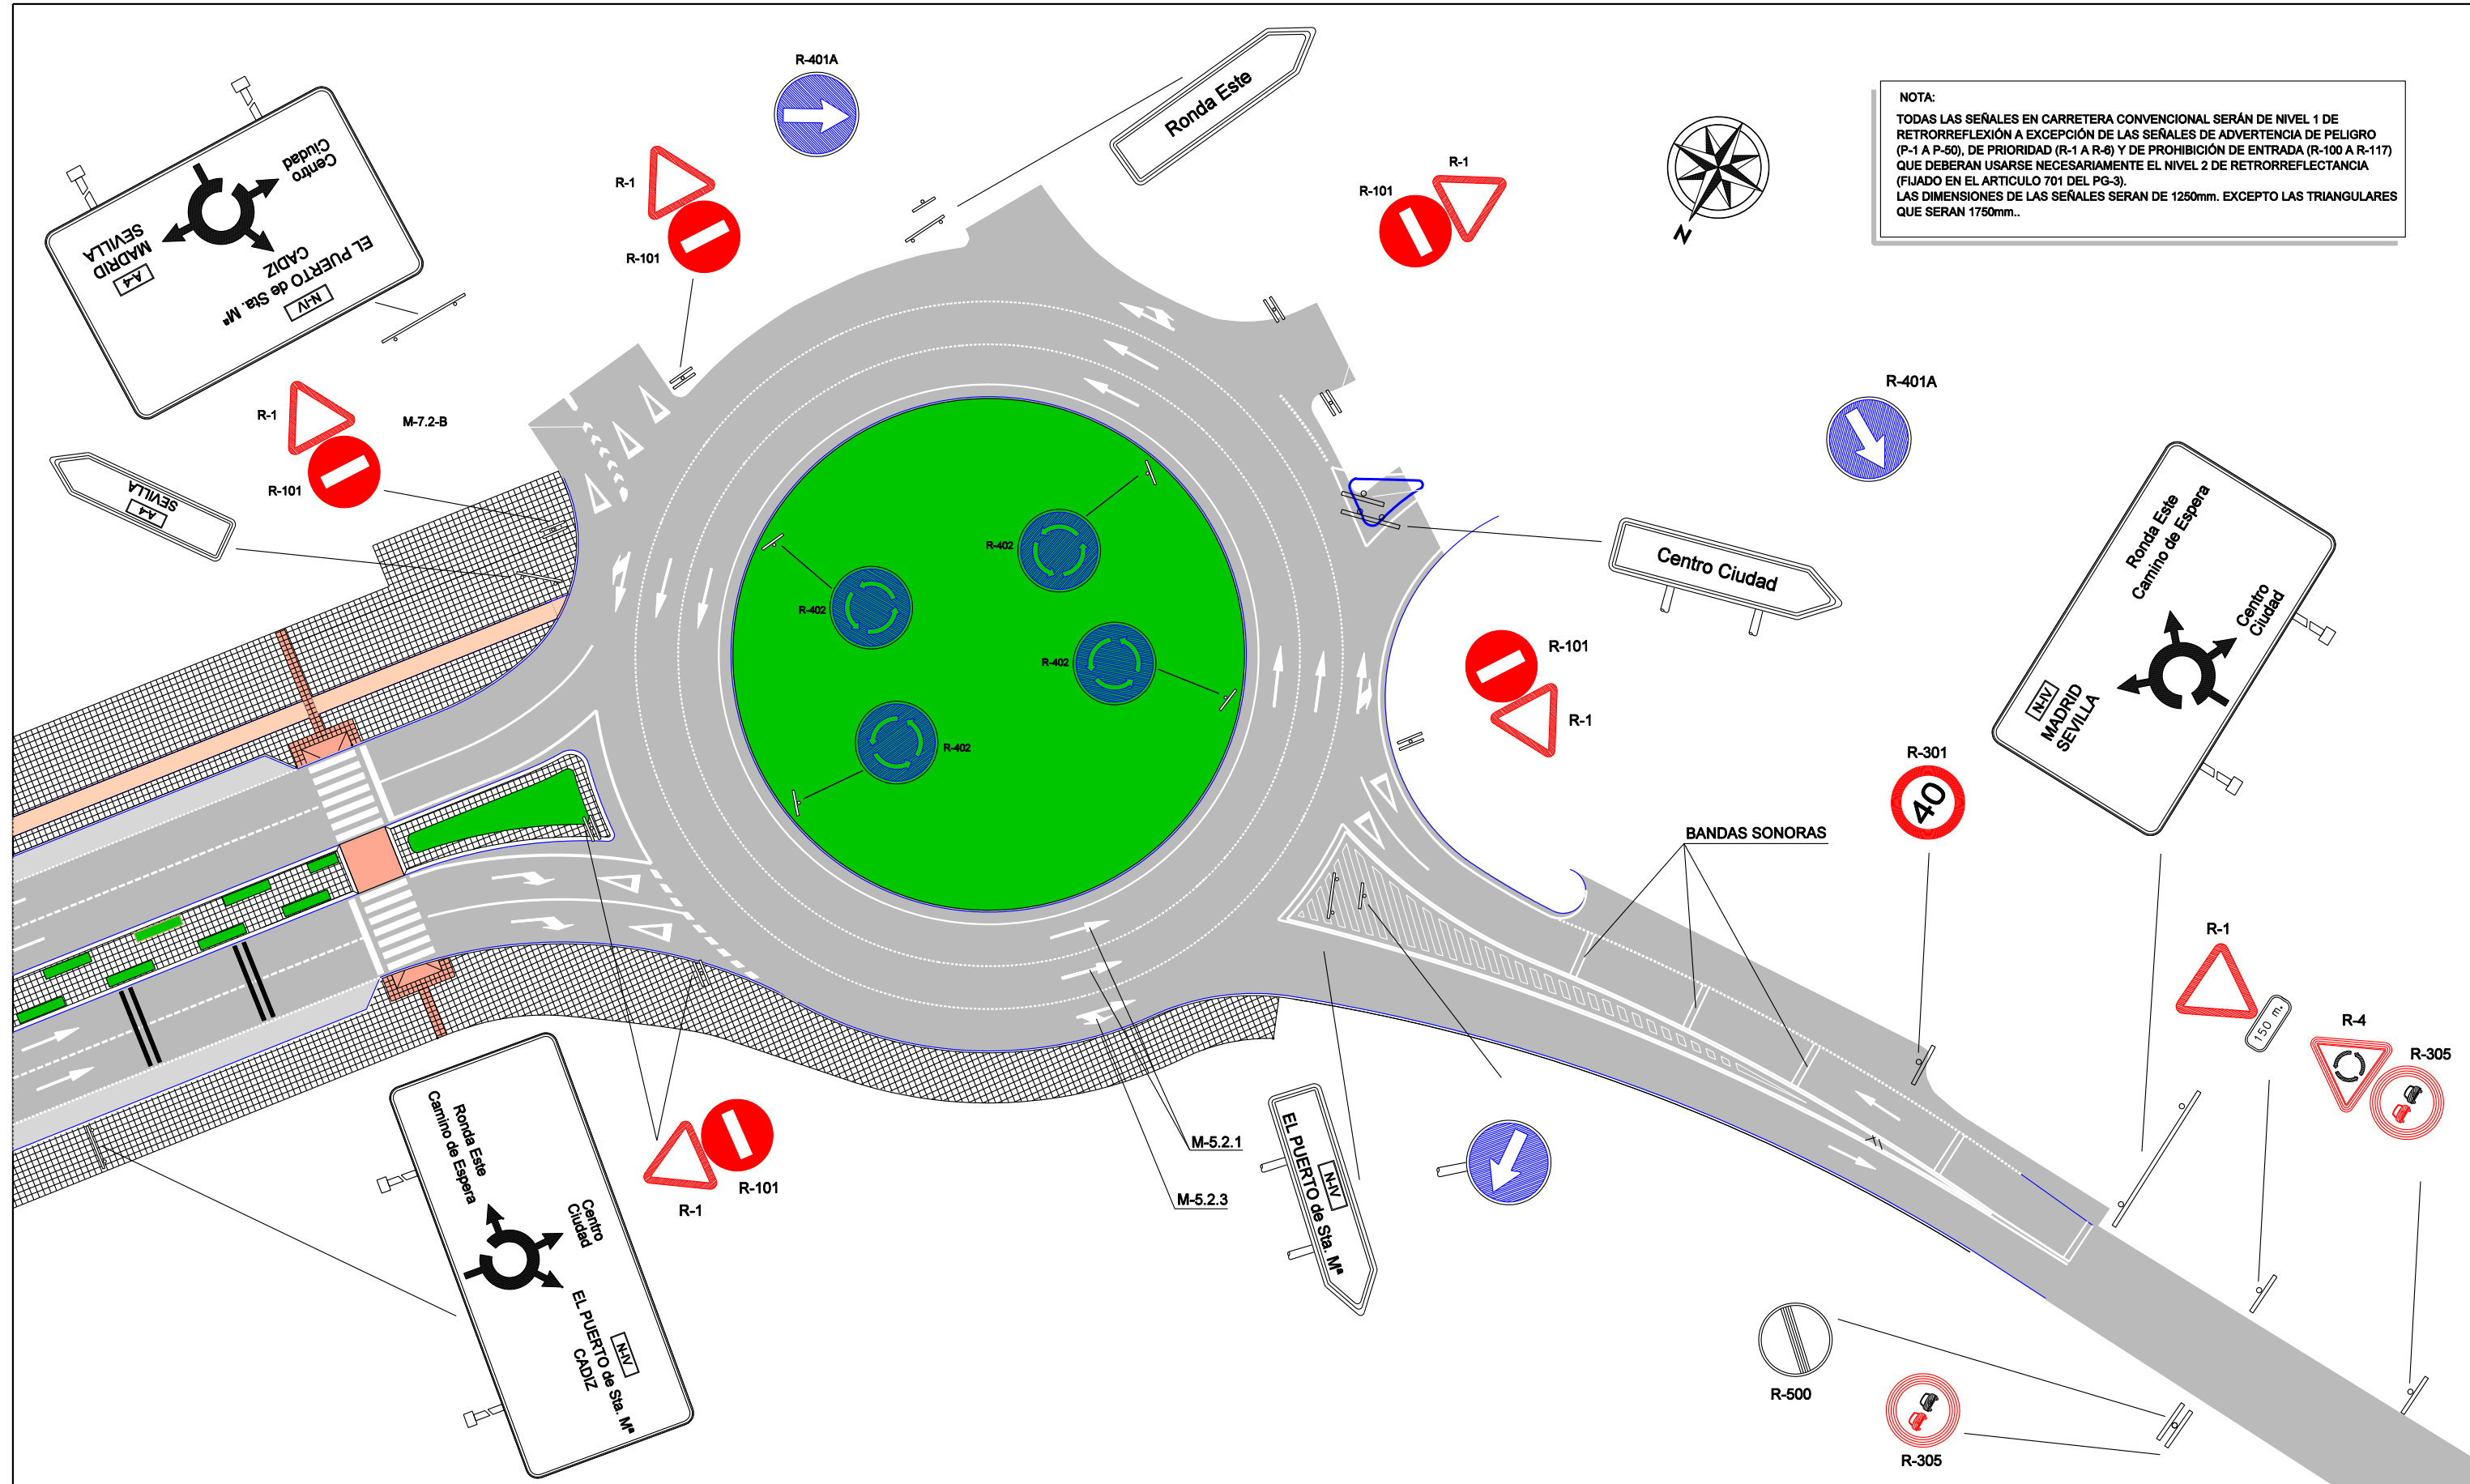 R-401A
Ronda Este
NOTA:
TODAS LAS SEÑALES EN CARRETERA CONVENCIONAL SERÁN DE NIVEL 1 DE
RETRORREFLEXIÓN A EXCEPCIÓN DE LAS SEÑALES DE ADVERTENCIA DE PELIGRO
(P-1 A P-50), DE PRIORIDAD (R-1 A R-6) Y DE PROHIBICIÓN DE ENTRADA (R-100 A R-117)
QUE DEBERAN USARSE NECESARIAMENTE EL NIVEL 2 DE RETRORREFLECTANCIA
(FIJADO EN EL ARTICULO 701 DEL PG-3).
LAS DIMENSIONES DE LAS SEÑALES SERAN DE 1250mm. EXCEPTO LAS TRIANGULARES
QUE SERAN 1750mm..
Centro
Ciudad
MADRID
SEVILLA
A-4
EL PUERTO de Sta. Mª
CADIZ
N-IV
R-1
R-101
R-1
R-101
N
R-1
M-7.2-B
R-101
SEVILLA
A-4
R-401A
R-402
R-402
R-402
R-402
Centro Ciudad
Ronda Este
Camino de Espera
Centro
Ciudad
N-IV
MADRID
SEVILLA
R-101
R-1
R-301
40
BANDAS SONORAS
R-1
150 m.
R-4
R-305
Ronda Este
Camino de Espera
Centro
Ciudad
N-IV
EL PUERTO de Sta. Mª
CADIZ
R-101
R-1
M-5.2.1
M-5.2.3
N-IV
EL PUERTO de Sta. Mª
R-500
R-305